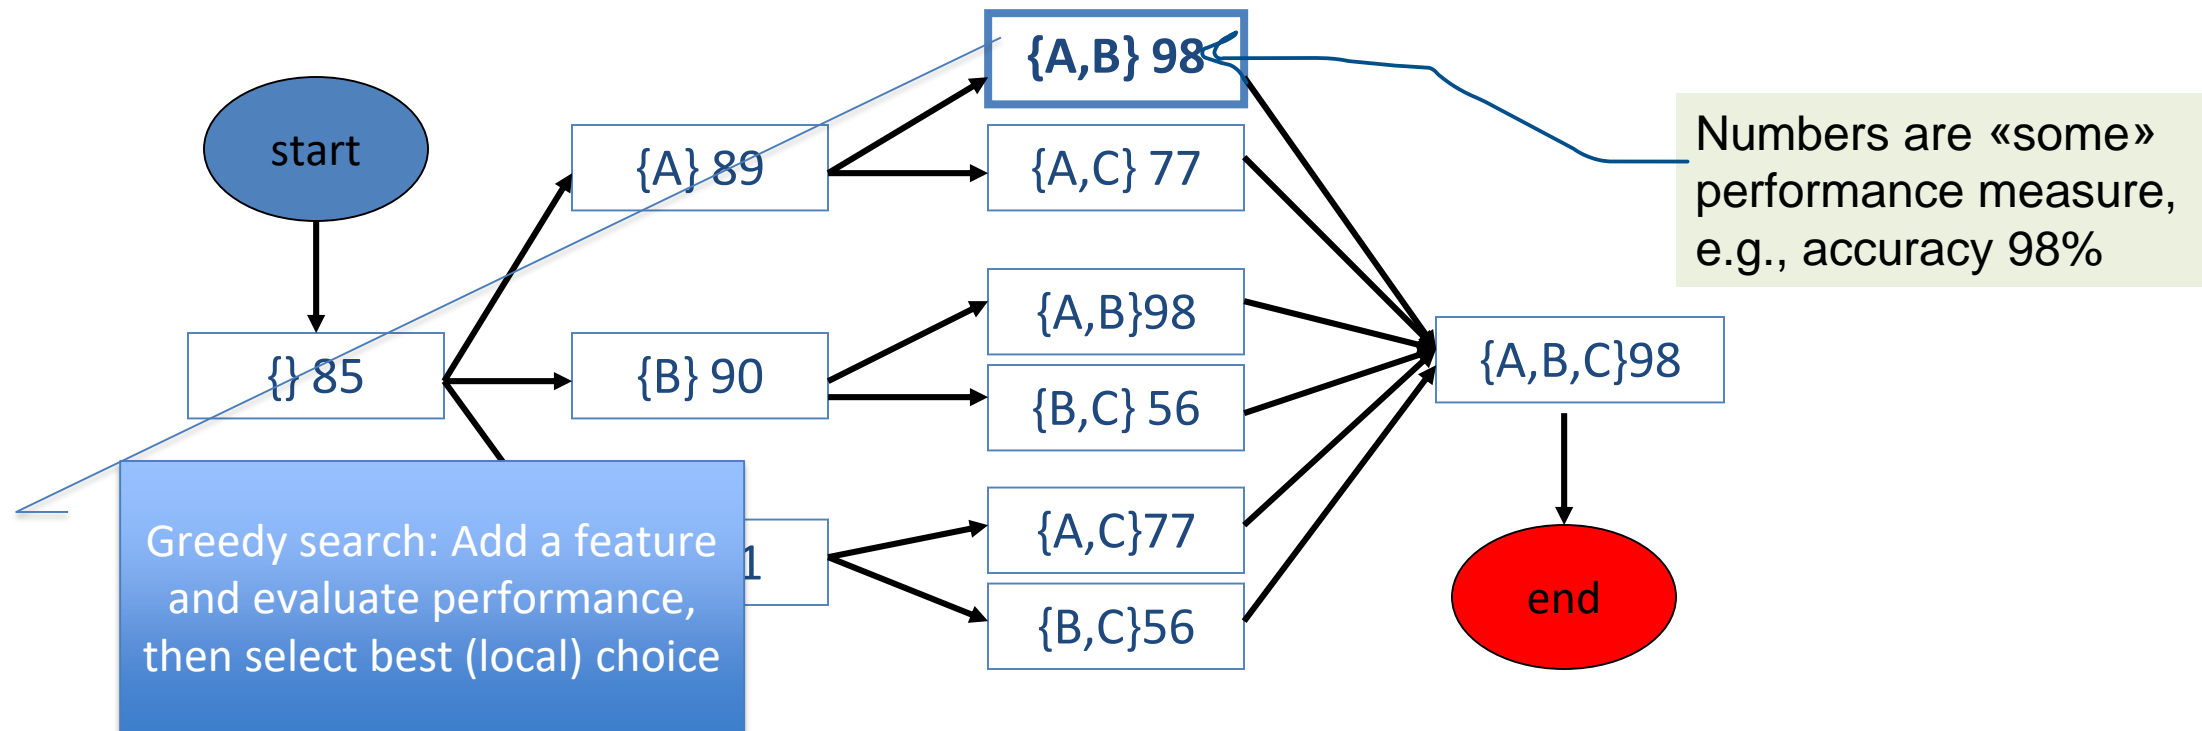 start
{} 85
{A} 89
{B} 90
1
{A,B} 98
{A,C} 77
{A,B}98
{B,C} 56
{A,C}77
{B,C}56
{A,B,C}98
end
Numbers are «some»
performance measure,
e.g., accuracy 98%
Greedy search: Add a feature
and evaluate performance,
then select best (local) choice